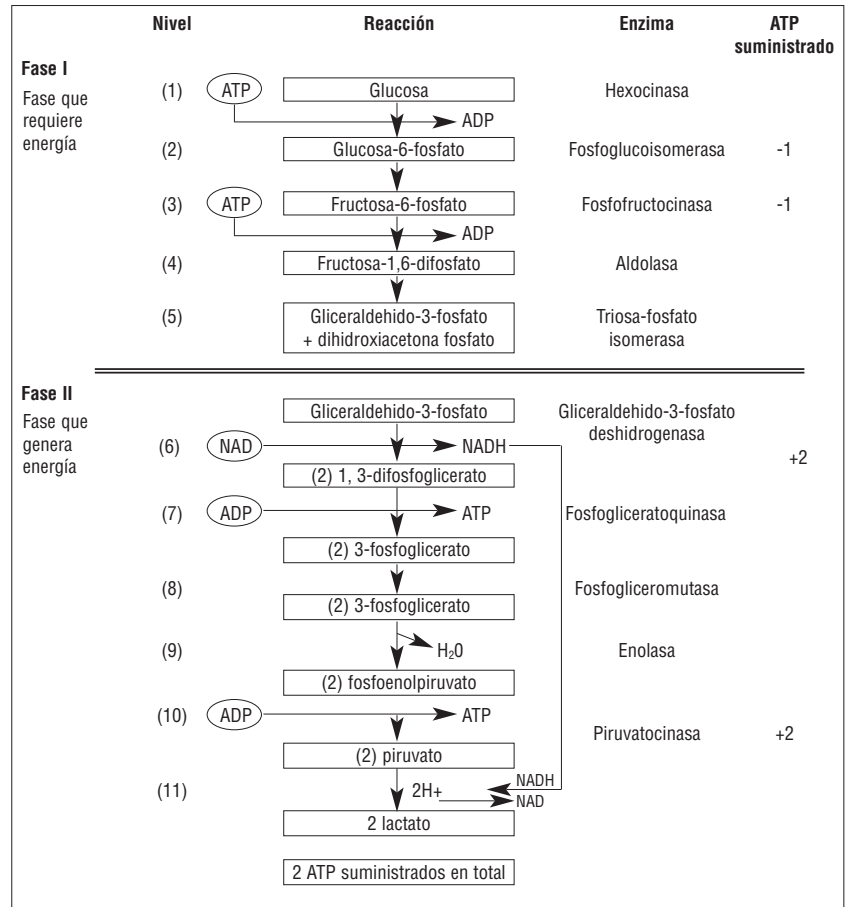 Nivel Reacción Enzima ATP suministrado
Fase I
Fase que requiere energía
(1) ATP Glucosa Hexocinasa
ADP
(2) Glucosa-6-fosfato Fosfoglucoisomerasa -1
(3) ATP Fructosa-6-fosfato Fosfofructocinasa -1
ADP
(4) Fructosa-1,6-difosfato Aldolasa
(5) Gliceraldehido-3-fosfato + dihidroxiacetona fosfato Triosa-fosfato isomerasa
Fase II
Fase que genera energía
Gliceraldehido-3-fosfato Gliceraldehido-3-fosfato deshidrogenasa
(6) NAD NADH +2
(2) 1, 3-difosfoglicerato
(7) ADP ATP Fosfogliceratoquinasa
(2) 3-fosfoglicerato
(8) Fosfogliceromutasa
(2) 3-fosfoglicerato
(9) H₂0 Enolasa
(2) fosfoenolpiruvato
(10) ADP ATP Piruvatocinasa +2
(2) piruvato
(11) 2H+ NADH
NAD
2 lactato
2 ATP suministrados en total